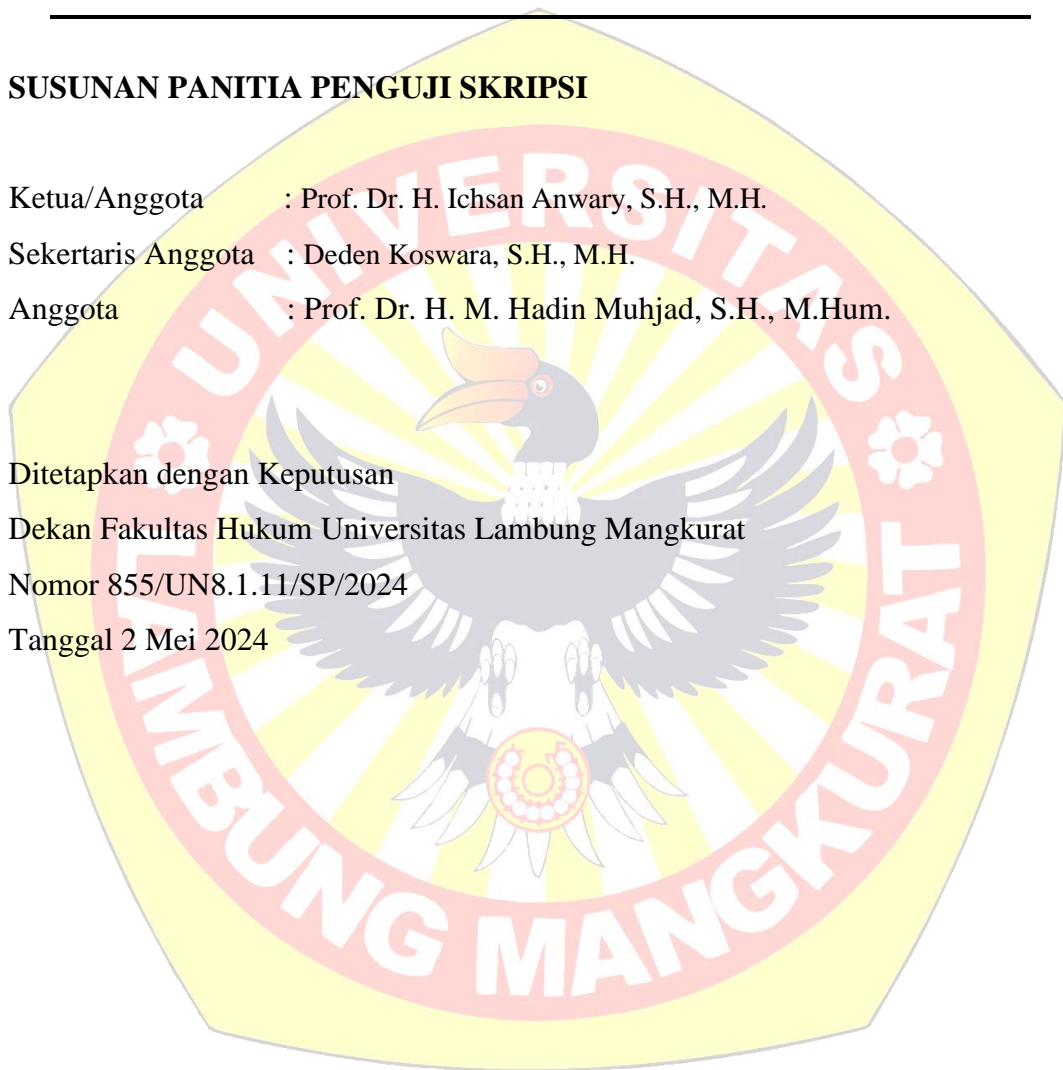 SUSUNAN PANITIA PENGUJI SKRIPSI
Ketua/Anggota : Prof. Dr. H. Ichsan Anwary, S.H., M.H.
Sekertaris Anggota : Deden Koswara, S.H., M.H.
Anggota : Prof. Dr. H. M. Hadin Muhjad, S.H., M.Hum.
Ditetapkan dengan Keputusan
Dekan Fakultas Hukum Universitas Lambung Mangkurat
Nomor 855/UN8.1.11/SP/2024
Tanggal 2 Mei 2024
UNIVERSITAS
LAMBUNG MANGKURAT